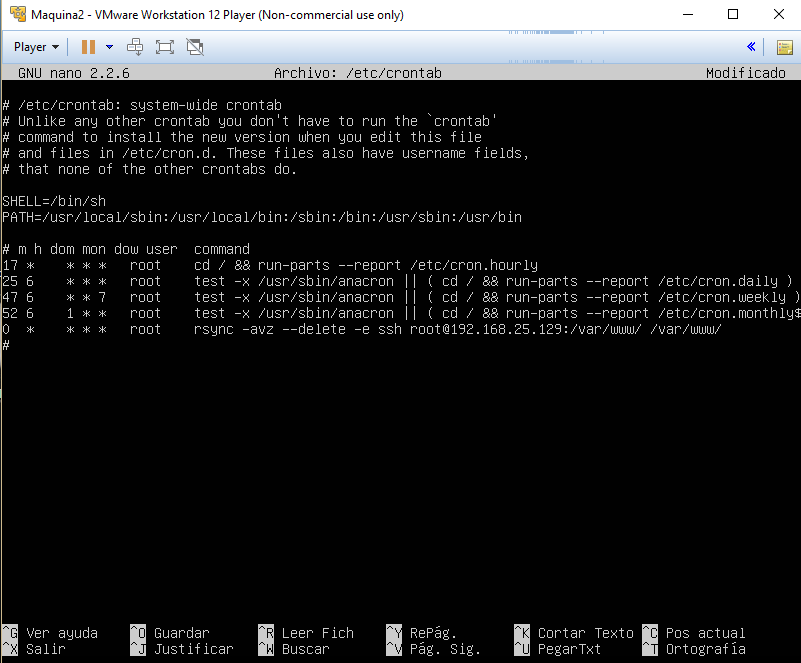 Maquina2 - VMware Workstation 12 Player (Non-commercial use only)
Player
GNU nano 2.2.6 Archivo: /etc/crontab Modificado
# /etc/crontab: system-wide crontab
# Unlike any other crontab you don't have to run the `crontab'
# command to install the new version when you edit this file
# and files in /etc/cron.d. These files also have username fields,
# that none of the other crontabs do.
SHELL=/bin/sh
PATH=/usr/local/sbin:/usr/local/bin:/sbin:/bin:/usr/sbin:/usr/bin
# m h dom mon dow user  command
17 *    * * *   root    cd / && run-parts --report /etc/cron.hourly
25 6    * * *   root    test -x /usr/sbin/anacron || ( cd / && run-parts --report /etc/cron.daily )
47 6    * * 7   root    test -x /usr/sbin/anacron || ( cd / && run-parts --report /etc/cron.weekly )
52 6    1 * *   root    test -x /usr/sbin/anacron || ( cd / && run-parts --report /etc/cron.monthly$
0  *    * * *   root    rsync -avz --delete -e ssh root@192.168.25.129:/var/www/ /var/www/
#
^G Ver ayuda ^O Guardar ^R Leer Fich ^Y RePág. ^K Cortar Texto ^C Pos actual
^X Salir ^J Justificar ^W Buscar ^V Pág. Sig. ^U PegarTxt ^T Ortografía